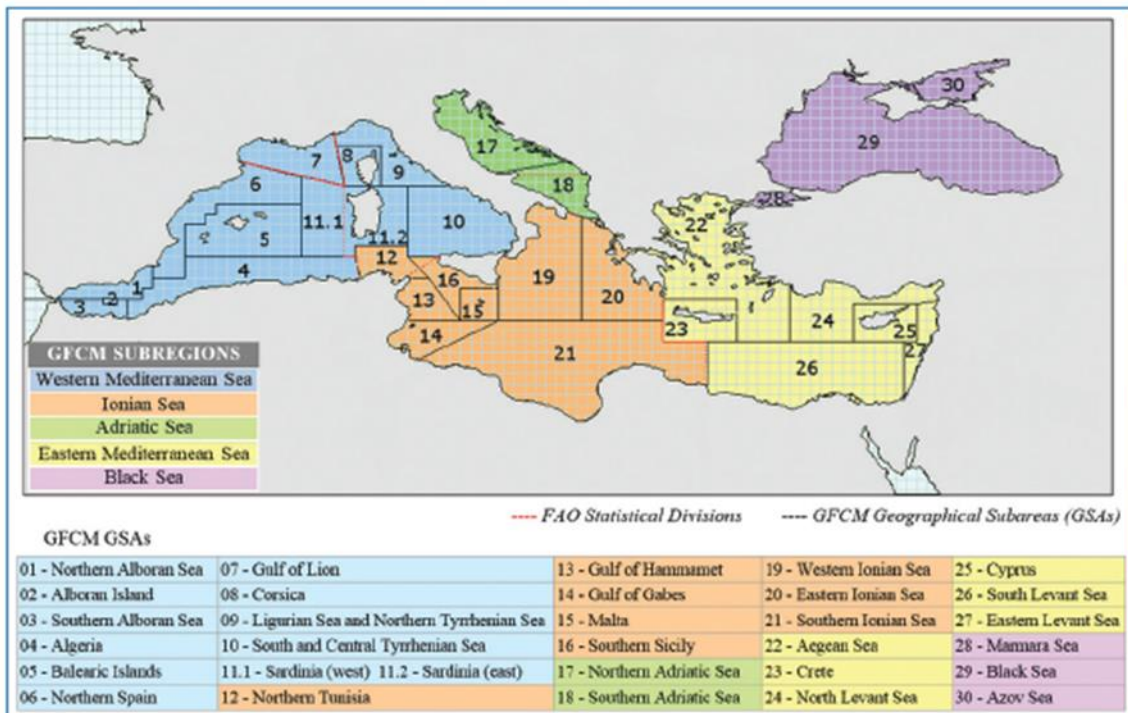 30
17
29
7
8
9
6
18
28
22
11.1
10
5
11.2
19
12
4
16
20
1
2
13
3
15
23
24
25
14
27
21
26
GFCM SUBREGIONS
Western Mediterranean Sea
Ionian Sea
Adriatic Sea
Eastern Mediterranean Sea
Black Sea
---- FAO Statistical Divisions ---- GFCM Geographical Subareas (GSAs)
GFCM GSAs
01 - Northern Alboran Sea 07 - Gulf of Lion 13 - Gulf of Hammamet 19 - Western Ionian Sea 25 - Cyprus
02 - Alboran Island 08 - Corsica 14 - Gulf of Gabes 20 - Eastern Ionian Sea 26 - South Levant Sea
03 - Southern Alboran Sea 09 - Ligurian Sea and Northern Tyrrhenian Sea 15 - Malta 21 - Southern Ionian Sea 27 - Eastern Levant Sea
04 - Algeria 10 - South and Central Tyrrhenian Sea 16 - Southern Sicily 22 - Aegean Sea 28 - Marmara Sea
05 - Balearic Islands 11.1 - Sardinia (west) 11.2 - Sardinia (east) 17 - Northern Adriatic Sea 23 - Crete 29 - Black Sea
06 - Northern Spain 12 - Northern Tunisia 18 - Southern Adriatic Sea 24 - North Levant Sea 30 - Azov Sea